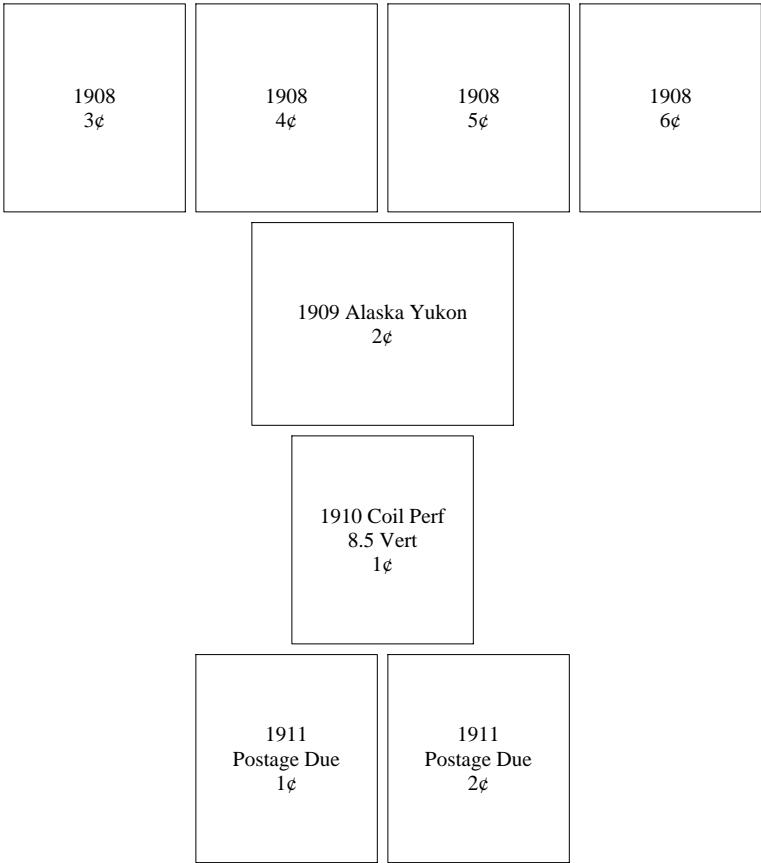 1908
3¢
1908
4¢
1908
5¢
1908
6¢
1909 Alaska Yukon
2¢
1910 Coil Perf
8.5 Vert
1¢
1911
Postage Due
1¢
1911
Postage Due
2¢